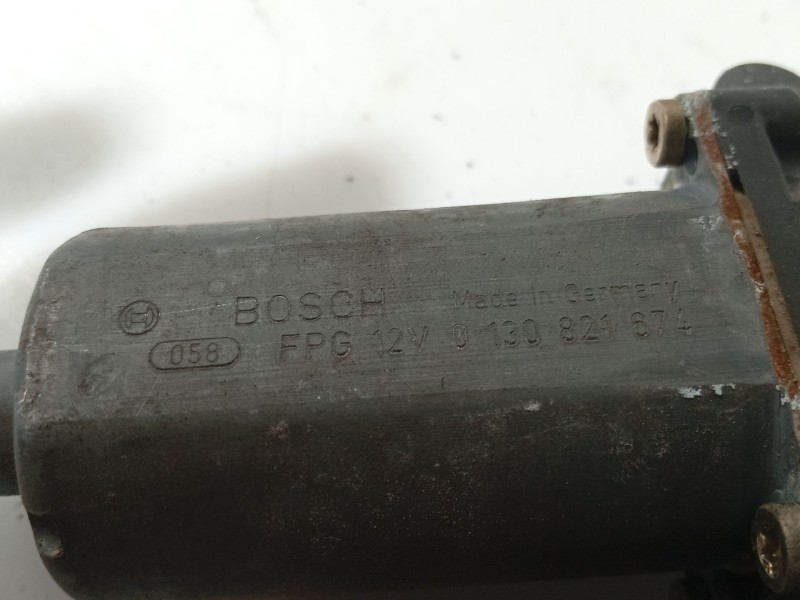 BOSCH Made in Germany
058 FPG 12V 0 130 821 674